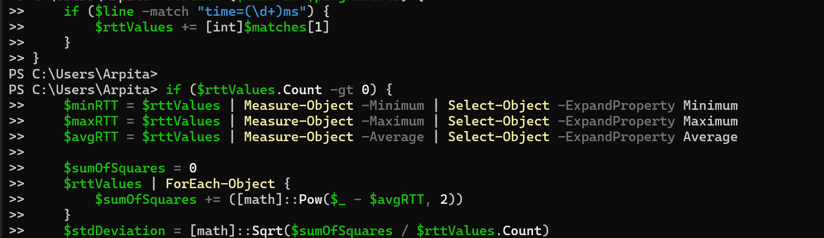 >>     if ($line -match "time=(\d+)ms") {
>>         $rttValues += [int]$matches[1]
>>     }
>> }
PS C:\Users\Arpita>
PS C:\Users\Arpita> if ($rttValues.Count -gt 0) {
>>     $minRTT = $rttValues | Measure-Object -Minimum | Select-Object -ExpandProperty Minimum
>>     $maxRTT = $rttValues | Measure-Object -Maximum | Select-Object -ExpandProperty Maximum
>>     $avgRTT = $rttValues | Measure-Object -Average | Select-Object -ExpandProperty Average
>>
>>     $sumOfSquares = 0
>>     $rttValues | ForEach-Object {
>>         $sumOfSquares += ([math]::Pow($_ - $avgRTT, 2))
>>     }
>>     $stdDeviation = [math]::Sqrt($sumOfSquares / $rttValues.Count)